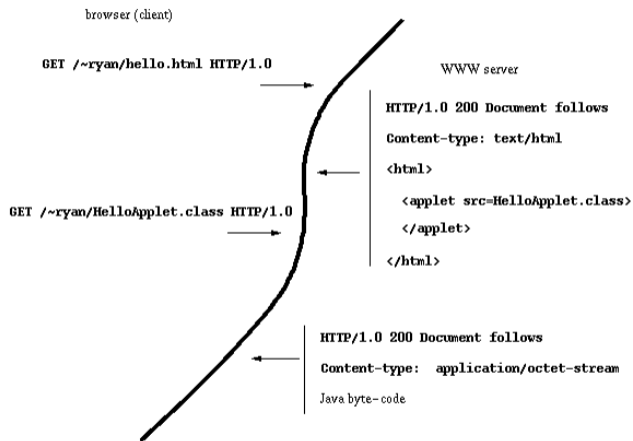 browser (client)
GET /~ryan/hello.html HTTP/1.0
WWW server
HTTP/1.0 200 Document follows
Content-type: text/html
<html>
<applet src=HelloApplet.class>
</applet>
</html>
GET /~ryan/HelloApplet.class HTTP/1.0
HTTP/1.0 200 Document follows
Content-type: application/octet-stream
Java byte-code